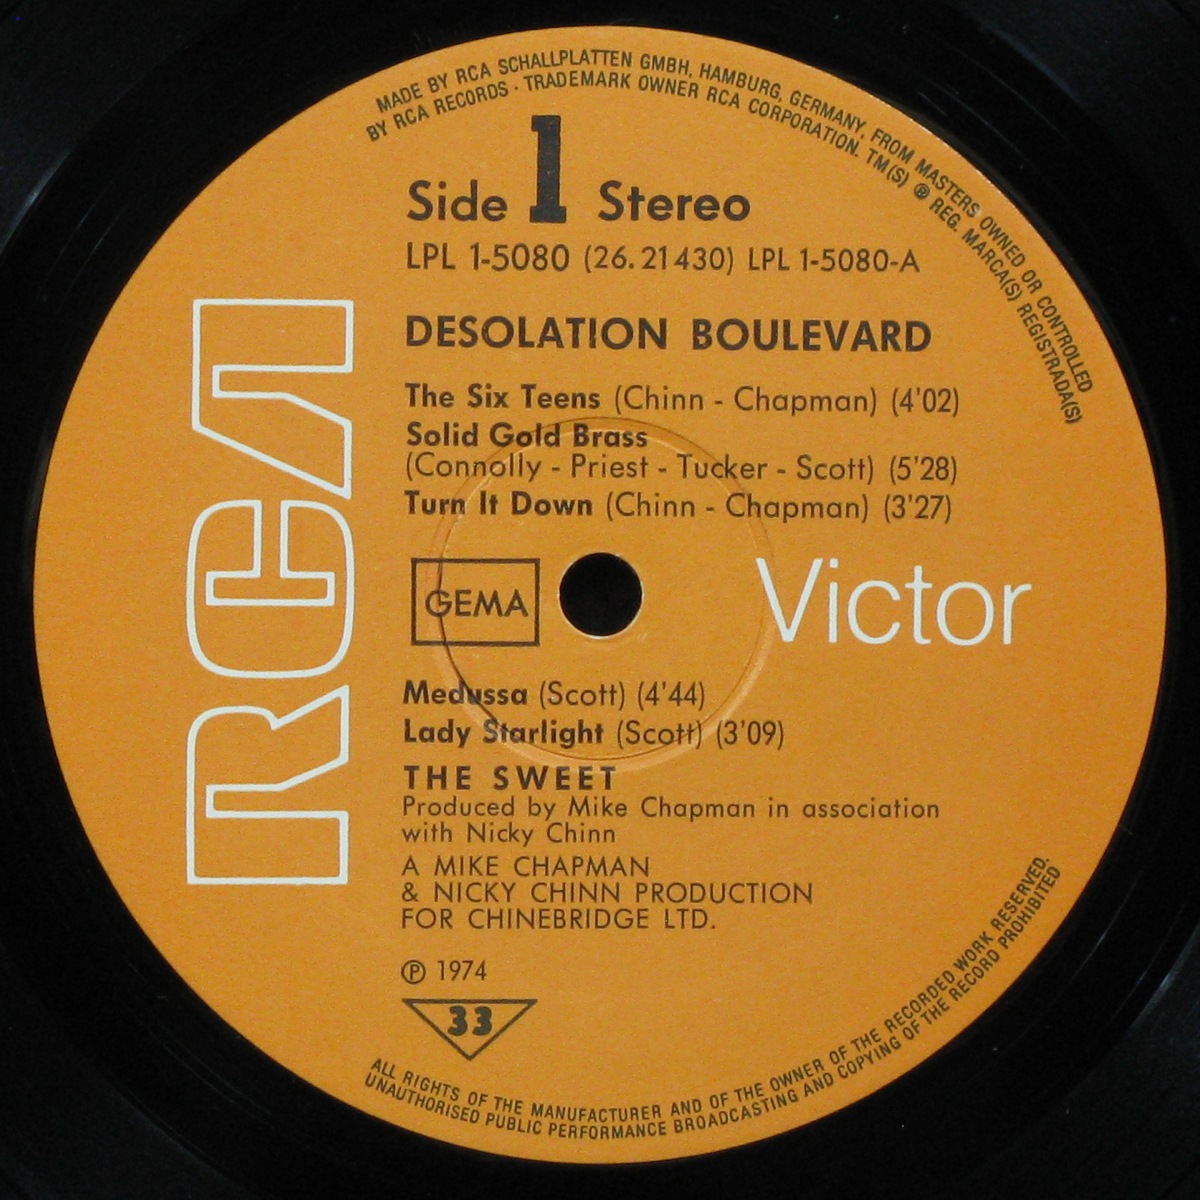 MADE BY RCA SCHALLPLATTEN GMBH, HAMBURG, GERMANY, FROM MASTERS OWNED OR CONTROLLED
BY RCA RECORDS · TRADEMARK OWNER RCA CORPORATION. TM(S) ® REG. MARCA(S) REGISTRADA(S)
Side 1 Stereo
LPL 1-5080 (26.21430) LPL 1-5080-A
DESOLATION BOULEVARD
The Six Teens (Chinn - Chapman) (4'02)
Solid Gold Brass
(Connolly - Priest - Tucker - Scott) (5'28)
Turn It Down (Chinn - Chapman) (3'27)
RCA
GEMA
Victor
Medussa (Scott) (4'44)
Lady Starlight (Scott) (3'09)
THE SWEET
Produced by Mike Chapman in association
with Nicky Chinn
A MIKE CHAPMAN
& NICKY CHINN PRODUCTION
FOR CHINEBRIDGE LTD.
℗ 1974
33
ALL RIGHTS OF THE MANUFACTURER AND OF THE OWNER OF THE RECORDED WORK RESERVED.
UNAUTHORISED PUBLIC PERFORMANCE BROADCASTING AND COPYING OF THE RECORD PROHIBITED